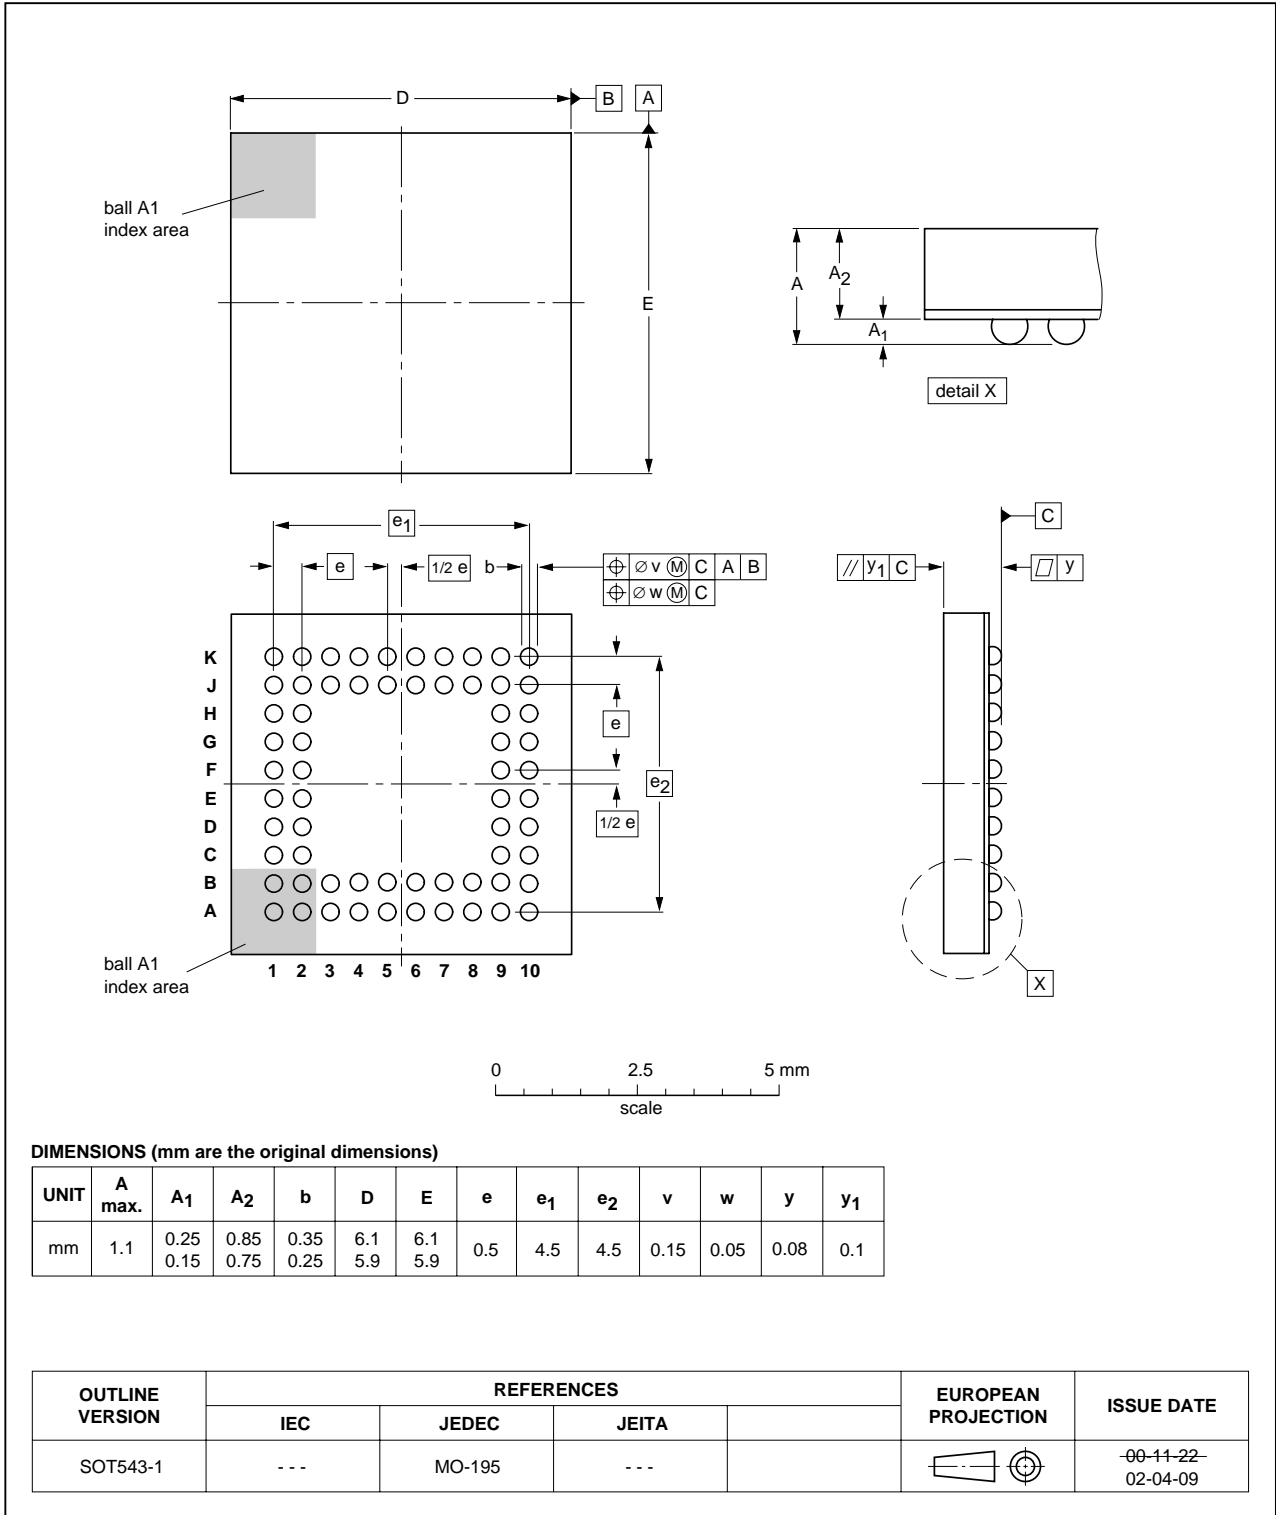 D
B
A
ball A1
index area
E
A
A2
A1
detail X
e1
e
1/2 e
b
⌖ ⌀ v Ⓜ C A B
⌖ ⌀ w Ⓜ C
C
// y1 C
▱ y
K
J
H
G
F
E
D
C
B
A
e
e2
1/2 e
ball A1
index area
1 2 3 4 5 6 7 8 9 10
X
0 2.5 5 mm
scale
DIMENSIONS (mm are the original dimensions)
UNIT A max. A1 A2 b D E e e1 e2 v w y y1
mm 1.1 0.25 0.85 0.35 6.1 6.1 0.5 4.5 4.5 0.15 0.05 0.08 0.1
0.15 0.75 0.25 5.9 5.9
OUTLINE VERSION REFERENCES EUROPEAN PROJECTION ISSUE DATE
IEC JEDEC JEITA
SOT543-1 - - - MO-195 - - - 00-11-22
02-04-09